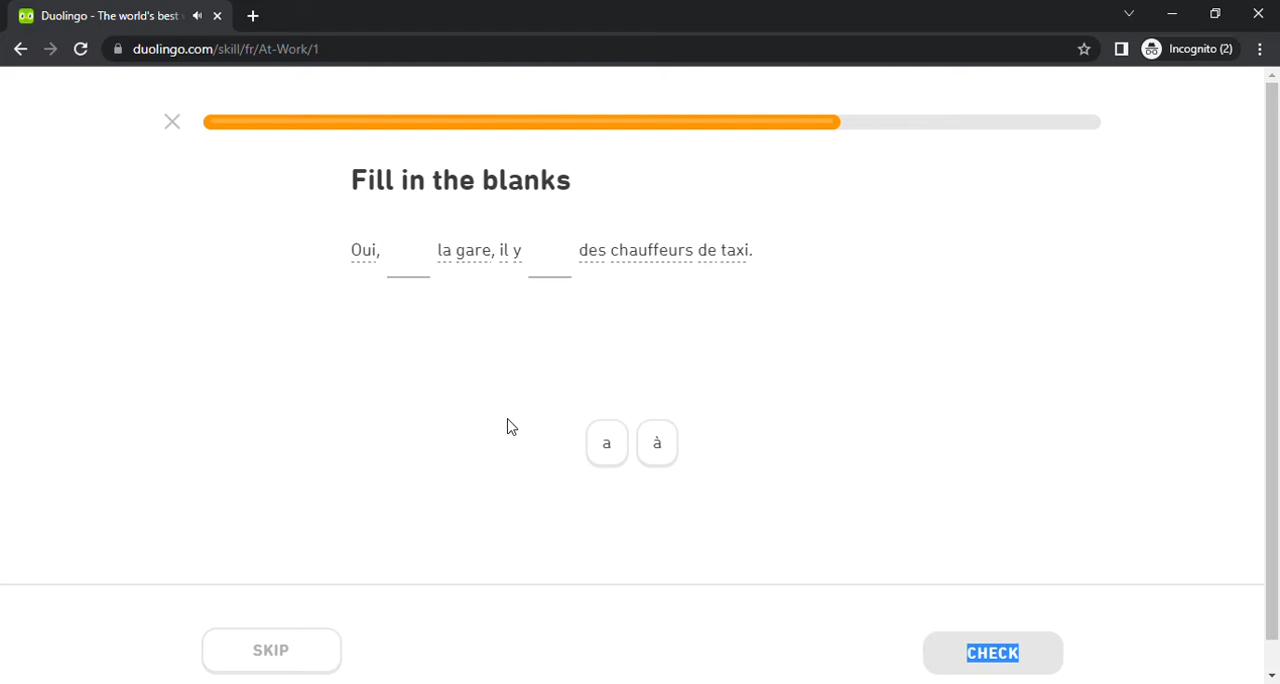 Duolingo - The world's best
duolingo.com/skill/fr/At-Work/1
Incognito (2)
Fill in the blanks
Oui, la gare, il y des chauffeurs de taxi.
a à
SKIP CHECK